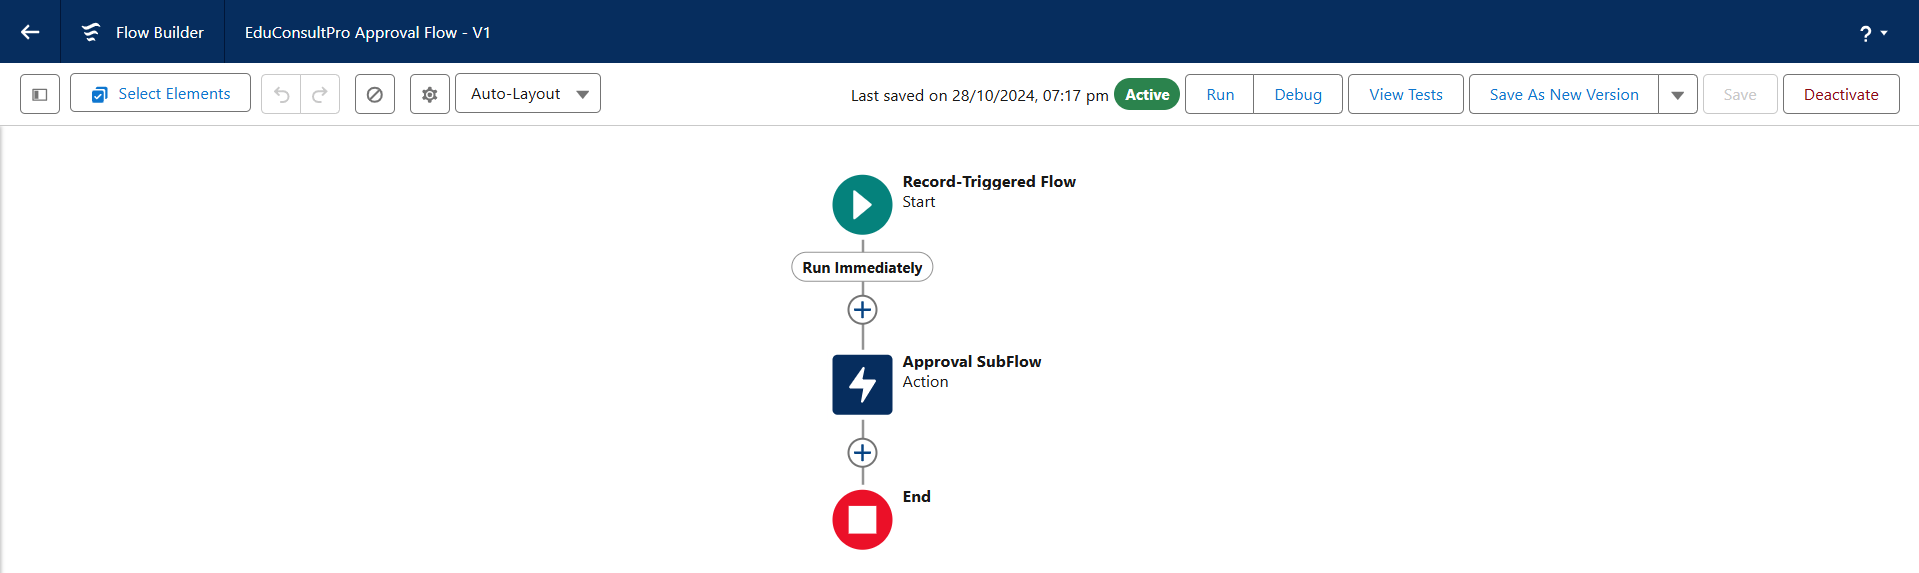 Flow Builder
EduConsultPro Approval Flow - V1
?
Select Elements
Auto-Layout
Last saved on 28/10/2024, 07:17 pm
Active
Run
Debug
View Tests
Save As New Version
Save
Deactivate
Record-Triggered Flow
Start
Run Immediately
Approval SubFlow
Action
End